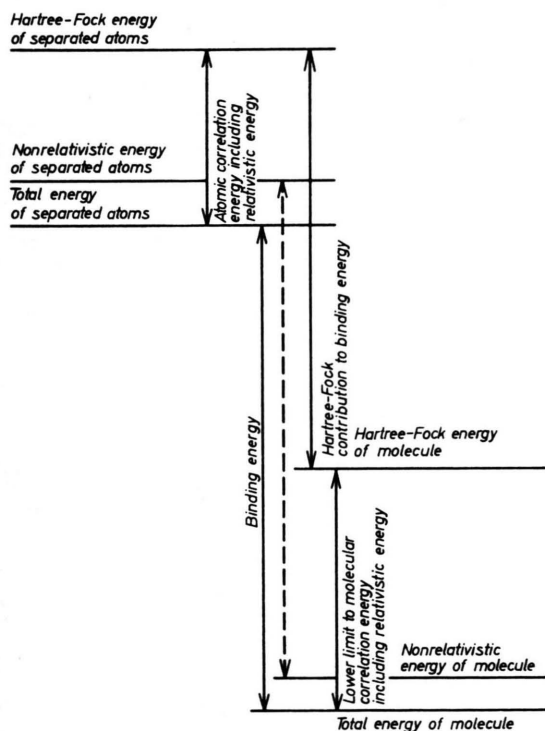 Hartree-Fock energy
of separated atoms
Nonrelativistic energy
of separated atoms
Total energy
of separated atoms
Atomic correlation
energy including
relativistic energy
Binding energy
Hartree-Fock
contribution to binding energy
Hartree-Fock energy
of molecule
Lower limit to molecular
correlation energy
including relativistic energy
Nonrelativistic
energy of molecule
Total energy of molecule